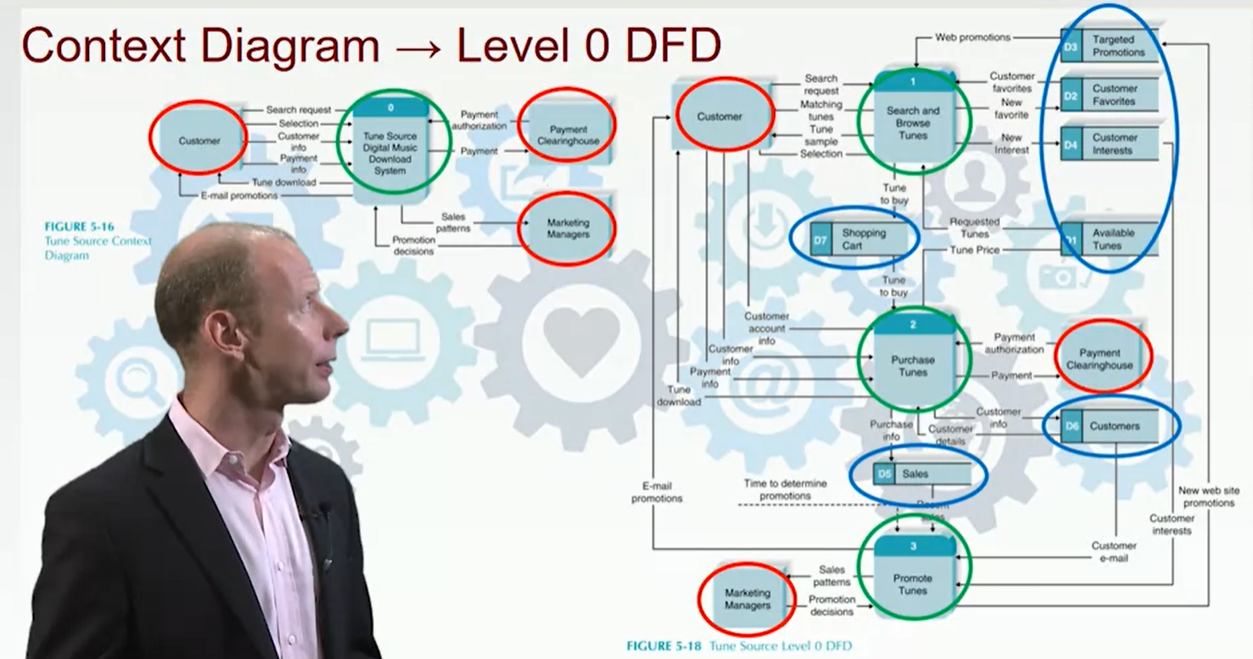 Context Diagram → Level 0 DFD
Customer
Search request
Selection
Customer
info
Payment
info
Tune download
E-mail promotions
0
Tune Source
Digital Music
Download
System
Payment
authorization
Payment
Payment
Clearinghouse
Sales
patterns
Promotion
decisions
Marketing
Managers
FIGURE 5-16
Tune Source Context
Diagram
Customer
Search
request
Matching
tunes
Tune
sample
Selection
Web promotions
1
Search and
Browse
Tunes
Customer
favorites
New
favorite
New
Interest
D3
Targeted
Promotions
D2
Customer
Favorites
D4
Customer
Interests
Tune
to buy
Requested
Tunes
Tune Price
D1
Available
Tunes
D7
Shopping
Cart
Tune
to buy
Customer
account
info
Customer
info
Payment
info
Tune
download
2
Purchase
Tunes
Payment
authorization
Payment
Payment
Clearinghouse
Purchase
info
Customer
details
Customer
info
D6
Customers
D5
Sales
E-mail
promotions
Time to determine
promotions
New web site
promotions
Customer
interests
Customer
e-mail
3
Promote
Tunes
Sales
patterns
Promotion
decisions
Marketing
Managers
FIGURE 5-18 Tune Source Level 0 DFD